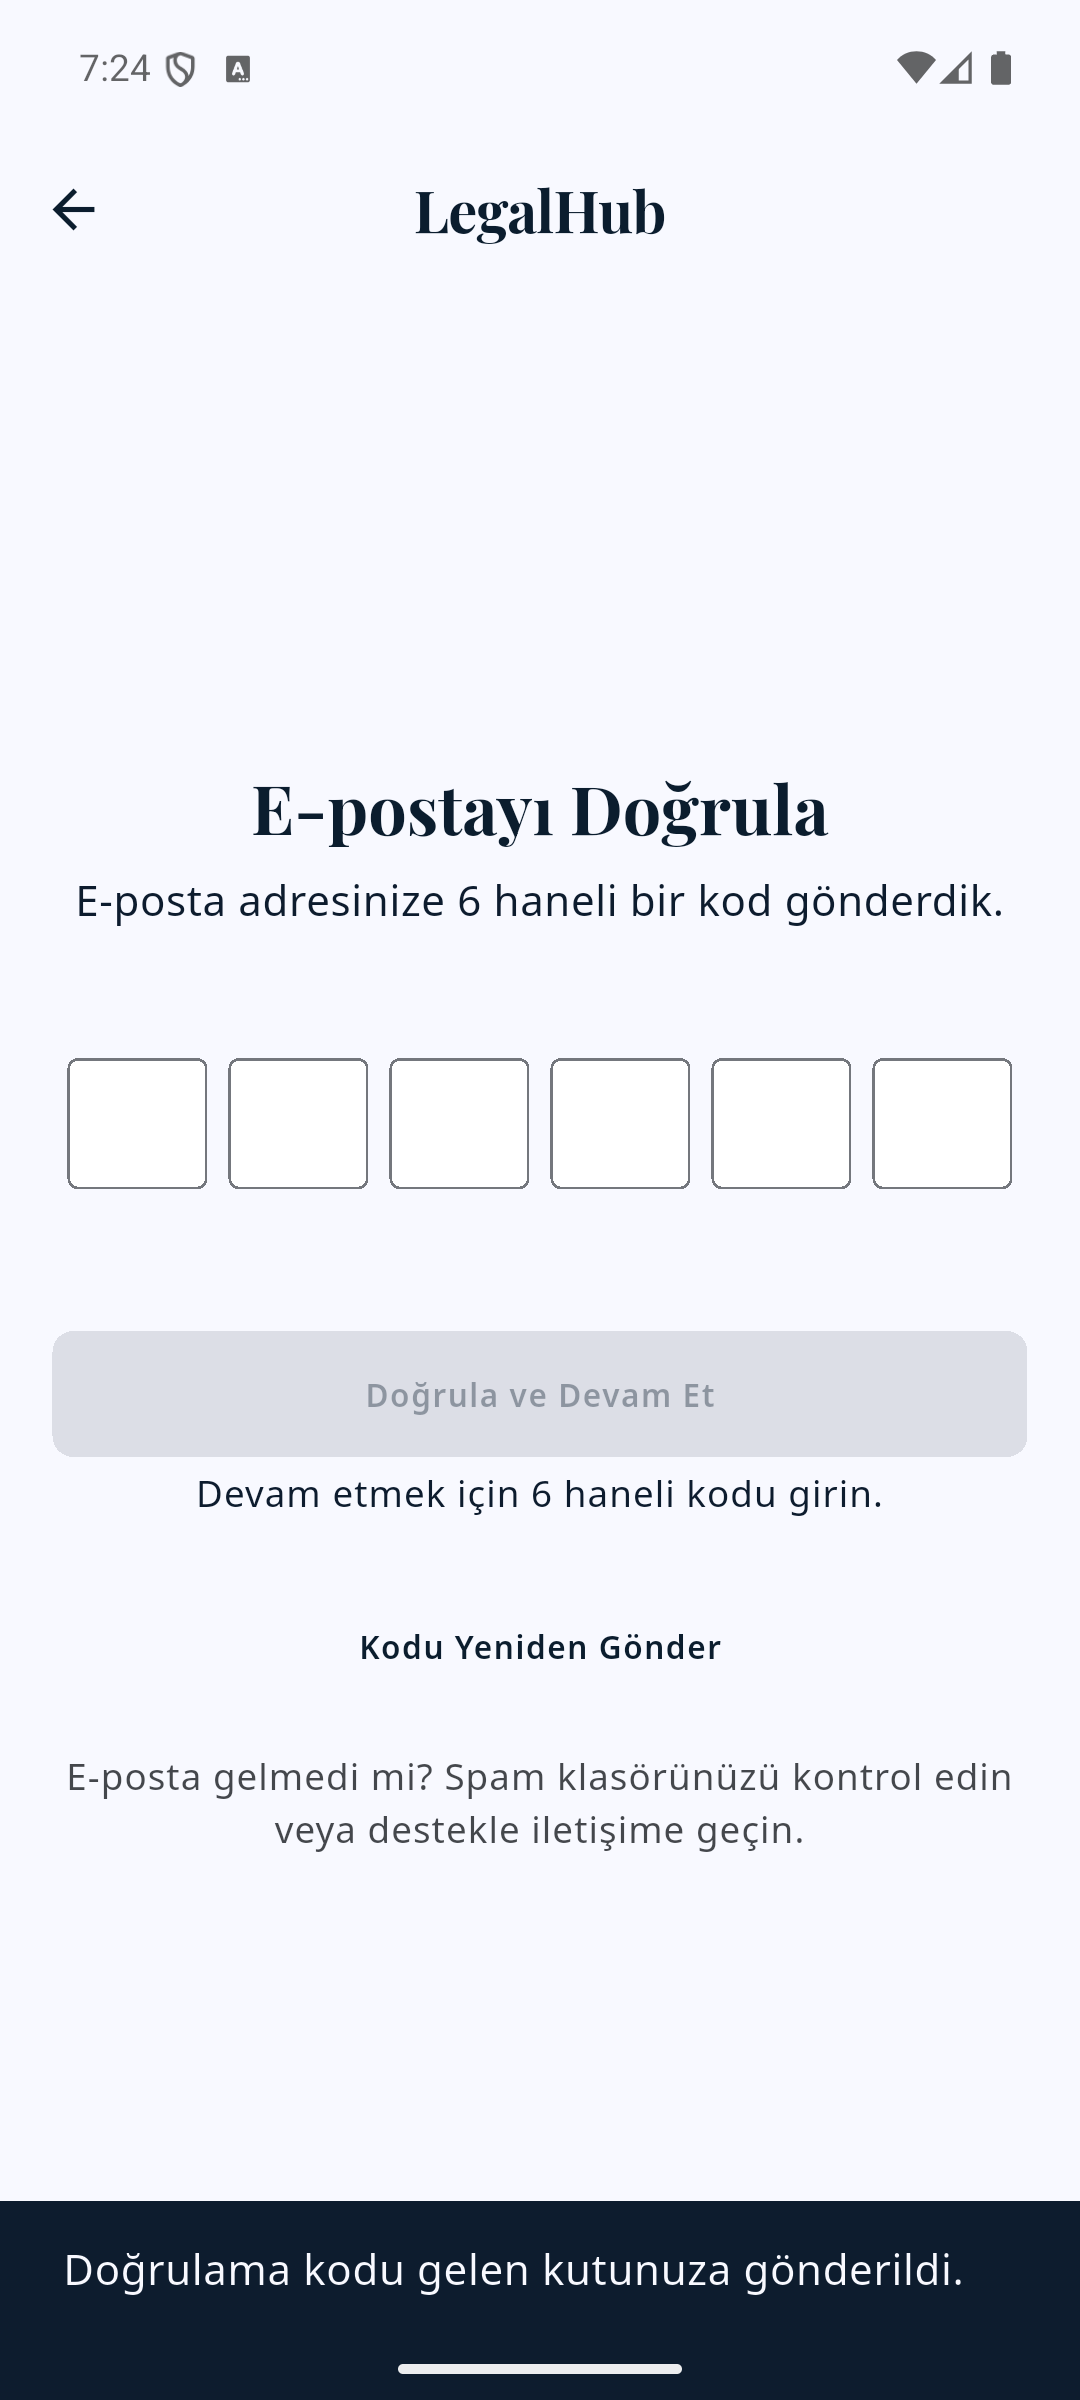 7:24
LegalHub
E-postayı Doğrula
E-posta adresinize 6 haneli bir kod gönderdik.
Doğrula ve Devam Et
Devam etmek için 6 haneli kodu girin.
Kodu Yeniden Gönder
E-posta gelmedi mi? Spam klasörünüzü kontrol edin
veya destekle iletişime geçin.
Doğrulama kodu gelen kutunuza gönderildi.